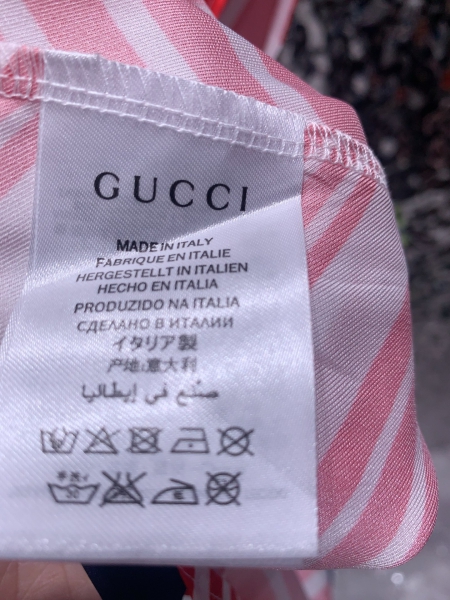 GUCCI
MADE IN ITALY
FABRIQUE EN ITALIE
HERGESTELLT IN ITALIEN
HECHO EN ITALIA
PRODUZIDO NA ITALIA
СДЕЛАНО В ИТАЛИИ
イタリア製
产地:意大利
صنع في إيطاليا